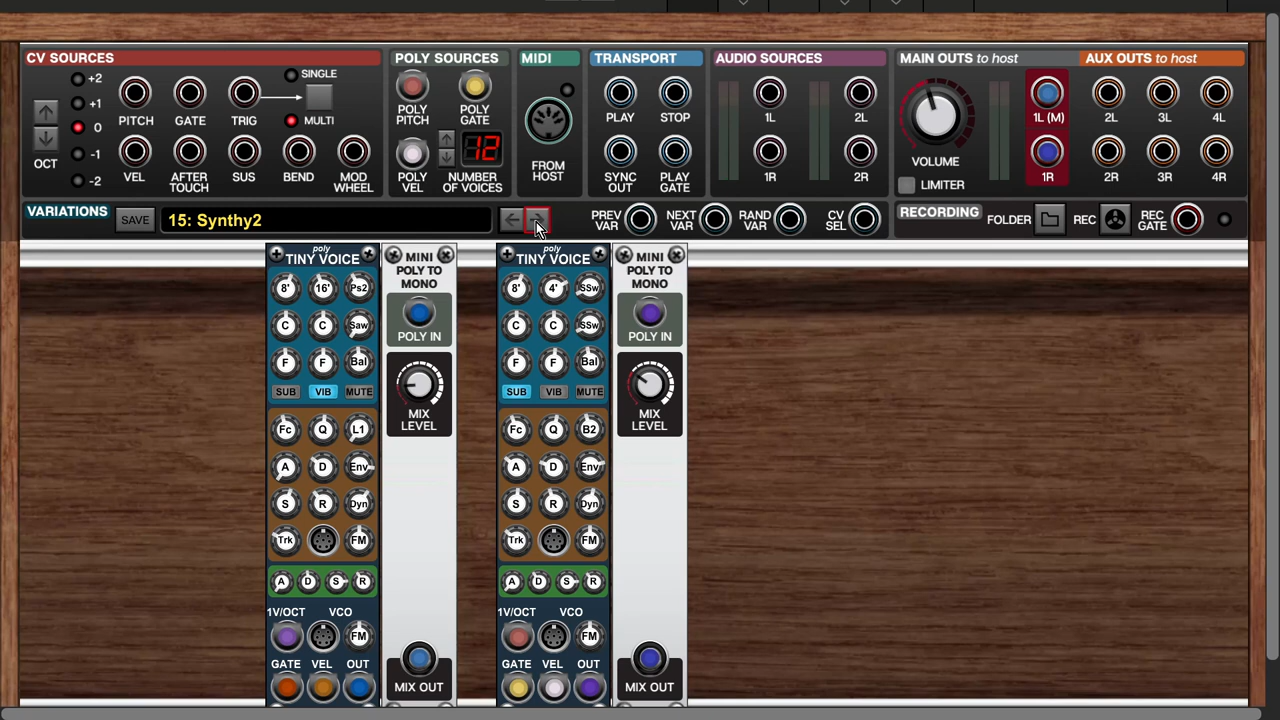 CV SOURCES
+2
+1
0
-1
-2
OCT
PITCH GATE TRIG
SINGLE
MULTI
VEL AFTER TOUCH SUS BEND MOD WHEEL
POLY SOURCES
POLY PITCH
POLY GATE
POLY VEL
12
NUMBER OF VOICES
MIDI
FROM HOST
TRANSPORT
PLAY STOP
SYNC OUT
PLAY GATE
AUDIO SOURCES
1L 2L
1R 2R
MAIN OUTS to host
VOLUME
LIMITER
1L (M)
1R
AUX OUTS to host
2L 3L 4L
2R 3R 4R
VARIATIONS
SAVE
15: Synthy2
PREV VAR
NEXT VAR
RAND VAR
CV SEL
RECORDING
FOLDER
REC
REC GATE
poly
TINY VOICE
8' 16' Ps2
C C Saw
F F Bal
SUB VIB MUTE
Fc Q L1
A D Env
S R Dyn
Trk FM
A D S R
1V/OCT VCO
FM
GATE VEL OUT
MINI
POLY TO
MONO
POLY IN
MIX
LEVEL
MIX OUT
poly
TINY VOICE
8' 4' SSw
C C SSw
F F Bal
SUB VIB MUTE
Fc Q B2
A D Env
S R Dyn
Trk FM
A D S R
1V/OCT VCO
FM
GATE VEL OUT
MINI
POLY TO
MONO
POLY IN
MIX
LEVEL
MIX OUT